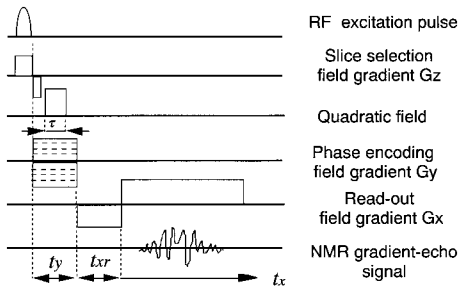 RF excitation pulse
Slice selection
field gradient Gz
Quadratic field
τ
Phase encoding
field gradient Gy
Read-out
field gradient Gx
NMR gradient-echo
signal
ty
txr
tx